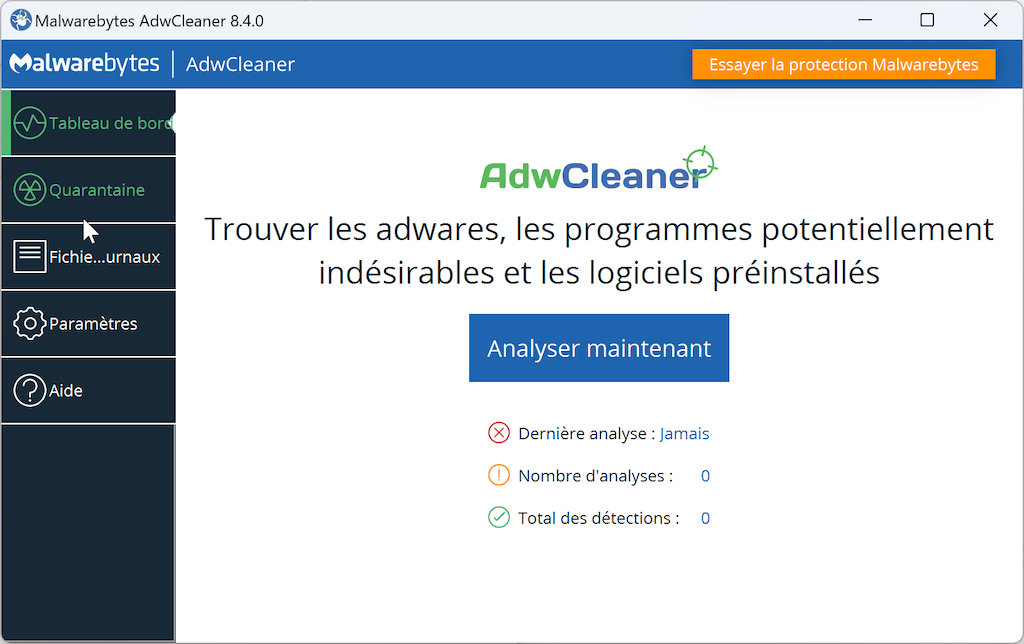 Malwarebytes AdwCleaner 8.4.0
Malwarebytes | AdwCleaner
Essayer la protection Malwarebytes
Tableau de bord
Quarantaine
Fichie...urnaux
Paramètres
Aide
AdwCleaner
Trouver les adwares, les programmes potentiellement
indésirables et les logiciels préinstallés
Analyser maintenant
Dernière analyse : Jamais
Nombre d'analyses : 0
Total des détections : 0